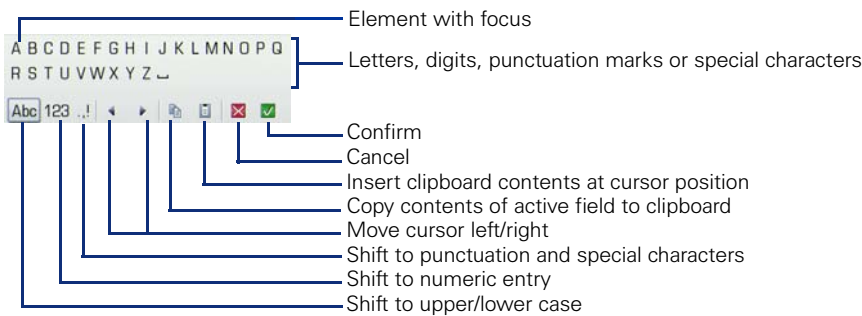 Element with focus
A B C D E F G H I J K L M N O P Q
Letters, digits, punctuation marks or special characters
R S T U V W X Y Z ⎵
Abc 123 .,!
Confirm
Cancel
Insert clipboard contents at cursor position
Copy contents of active field to clipboard
Move cursor left/right
Shift to punctuation and special characters
Shift to numeric entry
Shift to upper/lower case